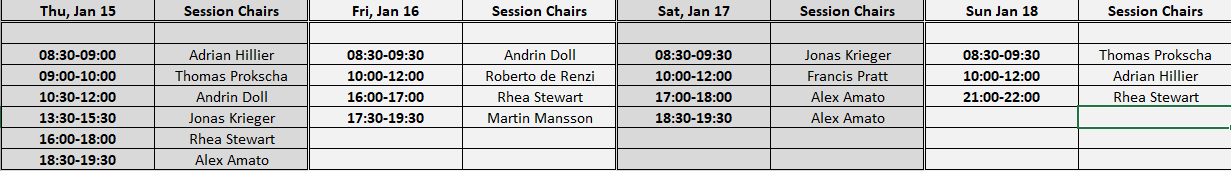 Thu, Jan 15 Session Chairs Fri, Jan 16 Session Chairs Sat, Jan 17 Session Chairs Sun Jan 18 Session Chairs
08:30-09:00 Adrian Hillier 08:30-09:30 Andrin Doll 08:30-09:30 Jonas Krieger 08:30-09:30 Thomas Prokscha
09:00-10:00 Thomas Prokscha 10:00-12:00 Roberto de Renzi 10:00-12:00 Francis Pratt 10:00-12:00 Adrian Hillier
10:30-12:00 Andrin Doll 16:00-17:00 Rhea Stewart 17:00-18:00 Alex Amato 21:00-22:00 Rhea Stewart
13:30-15:30 Jonas Krieger 17:30-19:30 Martin Mansson 18:30-19:30 Alex Amato
16:00-18:00 Rhea Stewart
18:30-19:30 Alex Amato